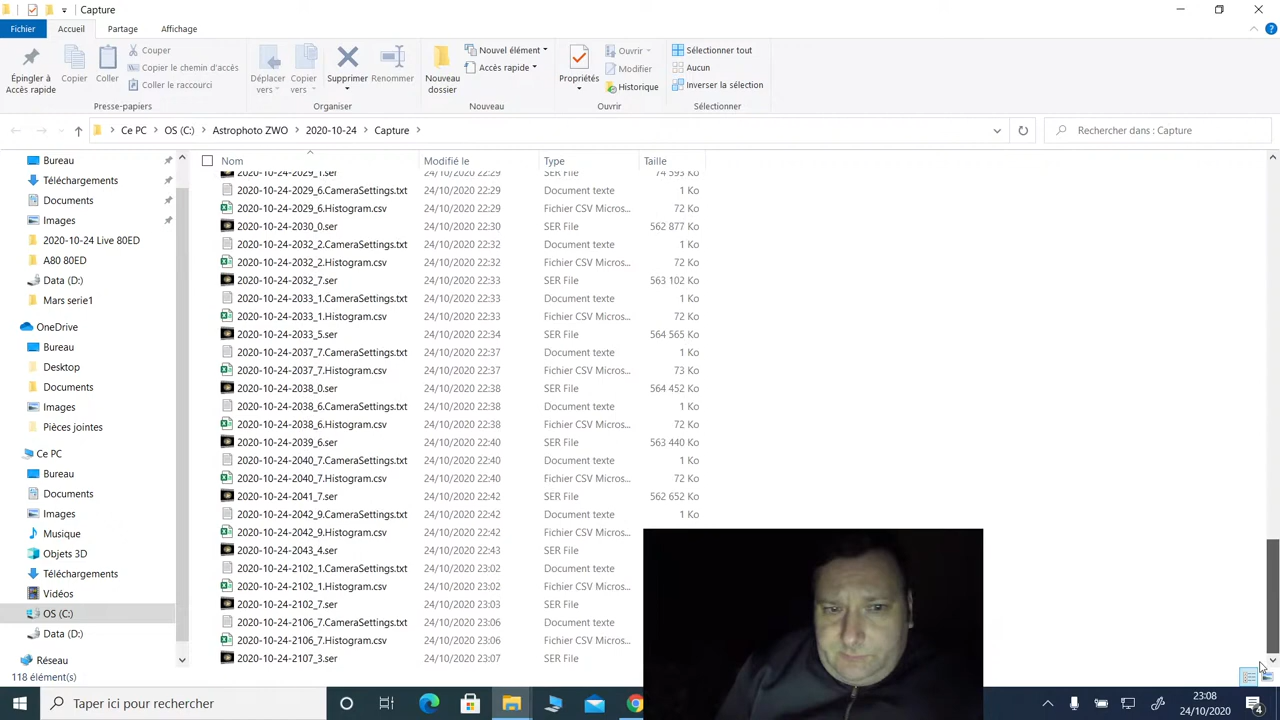 Capture
Fichier Accueil Partage Affichage
Épingler à Accès rapide
Copier
Coller
Couper
Copier le chemin d'accès
Coller le raccourci
Presse-papiers
Déplacer vers
Copier vers
Supprimer
Renommer
Organiser
Nouveau dossier
Nouvel élément
Accès rapide
Nouveau
Propriétés
Ouvrir
Modifier
Historique
Ouvrir
Sélectionner tout
Aucun
Inverser la sélection
Sélectionner
Ce PC > OS (C:) > Astrophoto ZWO > 2020-10-24 > Capture >
Rechercher dans : Capture
Bureau
Téléchargements
Documents
Images
2020-10-24 Live 80ED
A80 80ED
Data (D:)
Mars serie1
OneDrive
Bureau
Desktop
Documents
Images
Pièces jointes
Ce PC
Bureau
Documents
Images
Musique
Objets 3D
Téléchargements
Vidéos
OS (C:)
Data (D:)
Réseau
Nom Modifié le Type Taille
2020-10-24-2029_1.ser 24/10/2020 22:29 SER File 74 593 Ko
2020-10-24-2029_6.CameraSettings.txt 24/10/2020 22:29 Document texte 1 Ko
2020-10-24-2029_6.Histogram.csv 24/10/2020 22:29 Fichier CSV Micros... 72 Ko
2020-10-24-2030_0.ser 24/10/2020 22:30 SER File 562 877 Ko
2020-10-24-2032_2.CameraSettings.txt 24/10/2020 22:32 Document texte 1 Ko
2020-10-24-2032_2.Histogram.csv 24/10/2020 22:32 Fichier CSV Micros... 72 Ko
2020-10-24-2032_7.ser 24/10/2020 22:33 SER File 563 102 Ko
2020-10-24-2033_1.CameraSettings.txt 24/10/2020 22:33 Document texte 1 Ko
2020-10-24-2033_1.Histogram.csv 24/10/2020 22:33 Fichier CSV Micros... 72 Ko
2020-10-24-2033_5.ser 24/10/2020 22:34 SER File 564 565 Ko
2020-10-24-2037_7.CameraSettings.txt 24/10/2020 22:37 Document texte 1 Ko
2020-10-24-2037_7.Histogram.csv 24/10/2020 22:37 Fichier CSV Micros... 73 Ko
2020-10-24-2038_0.ser 24/10/2020 22:38 SER File 564 452 Ko
2020-10-24-2038_6.CameraSettings.txt 24/10/2020 22:38 Document texte 1 Ko
2020-10-24-2038_6.Histogram.csv 24/10/2020 22:38 Fichier CSV Micros... 72 Ko
2020-10-24-2039_6.ser 24/10/2020 22:40 SER File 563 440 Ko
2020-10-24-2040_7.CameraSettings.txt 24/10/2020 22:40 Document texte 1 Ko
2020-10-24-2040_7.Histogram.csv 24/10/2020 22:40 Fichier CSV Micros... 72 Ko
2020-10-24-2041_7.ser 24/10/2020 22:42 SER File 562 652 Ko
2020-10-24-2042_9.CameraSettings.txt 24/10/2020 22:42 Document texte 1 Ko
2020-10-24-2042_9.Histogram.csv 24/10/2020 22:42 Fichier CSV Micros...
2020-10-24-2043_4.ser 24/10/2020 22:43 SER File
2020-10-24-2102_1.CameraSettings.txt 24/10/2020 23:02 Document texte
2020-10-24-2102_1.Histogram.csv 24/10/2020 23:02 Fichier CSV Micros...
2020-10-24-2102_7.ser 24/10/2020 23:03 SER File
2020-10-24-2106_7.CameraSettings.txt 24/10/2020 23:06 Document texte
2020-10-24-2106_7.Histogram.csv 24/10/2020 23:06 Fichier CSV Micros...
2020-10-24-2107_3.ser 24/10/2020 23:07 SER File
118 élément(s)
Taper ici pour rechercher
23:08
24/10/2020
4